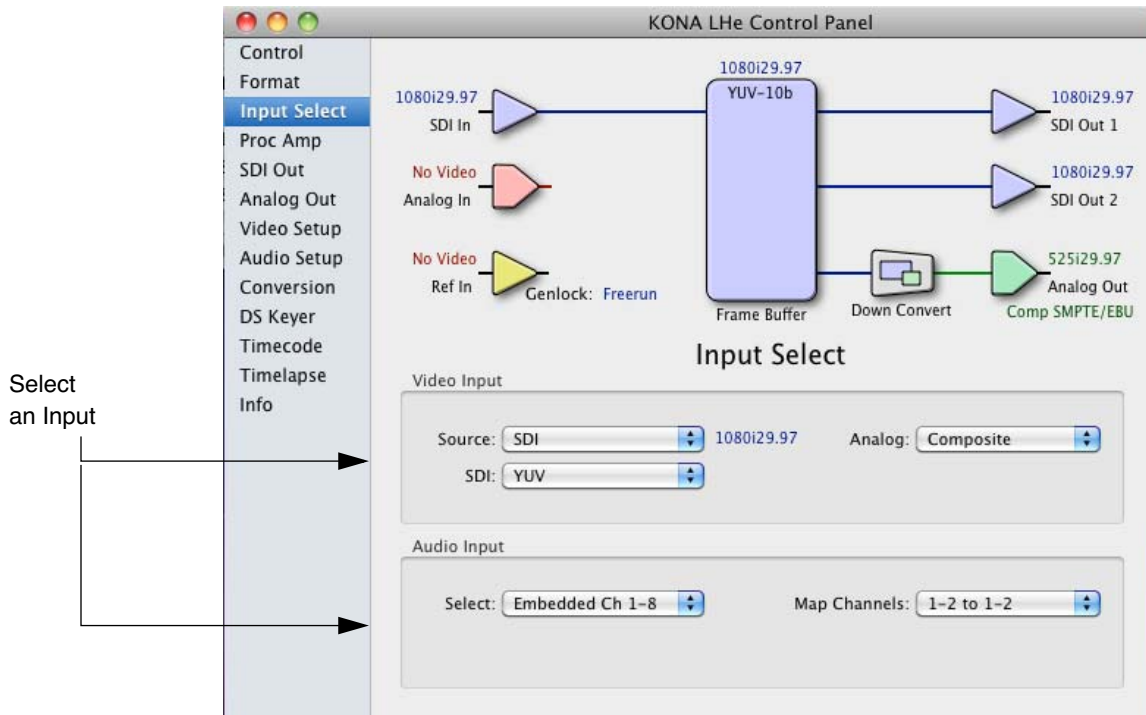 KONA LHe Control Panel
Control
Format
Input Select
Proc Amp
SDI Out
Analog Out
Video Setup
Audio Setup
Conversion
DS Keyer
Timecode
Timelapse
Info
Select
an Input
1080i29.97
SDI In
No Video
Analog In
No Video
Ref In
Genlock: Freerun
1080i29.97
YUV-10b
Frame Buffer
Down Convert
1080i29.97
SDI Out 1
1080i29.97
SDI Out 2
525i29.97
Analog Out
Comp SMPTE/EBU
Input Select
Video Input
Source: SDI 1080i29.97 Analog: Composite
SDI: YUV
Audio Input
Select: Embedded Ch 1-8 Map Channels: 1-2 to 1-2